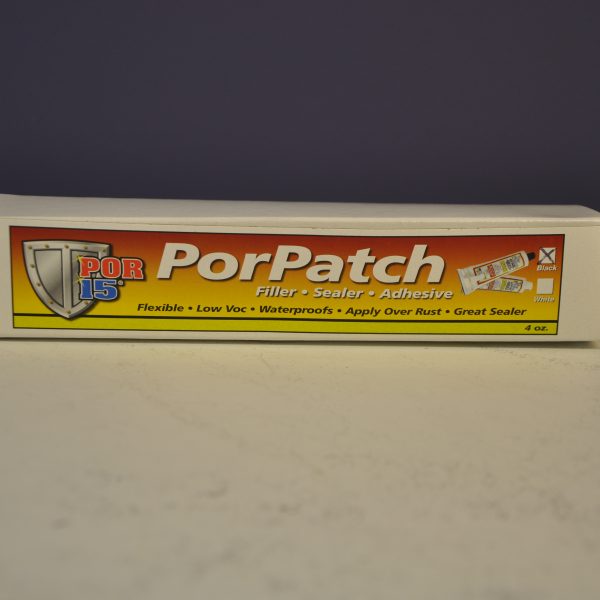 POR
15®
PorPatch
Filler • Sealer • Adhesive
Flexible • Low Voc • Waterproofs • Apply Over Rust • Great Sealer
Black
White
4 oz.